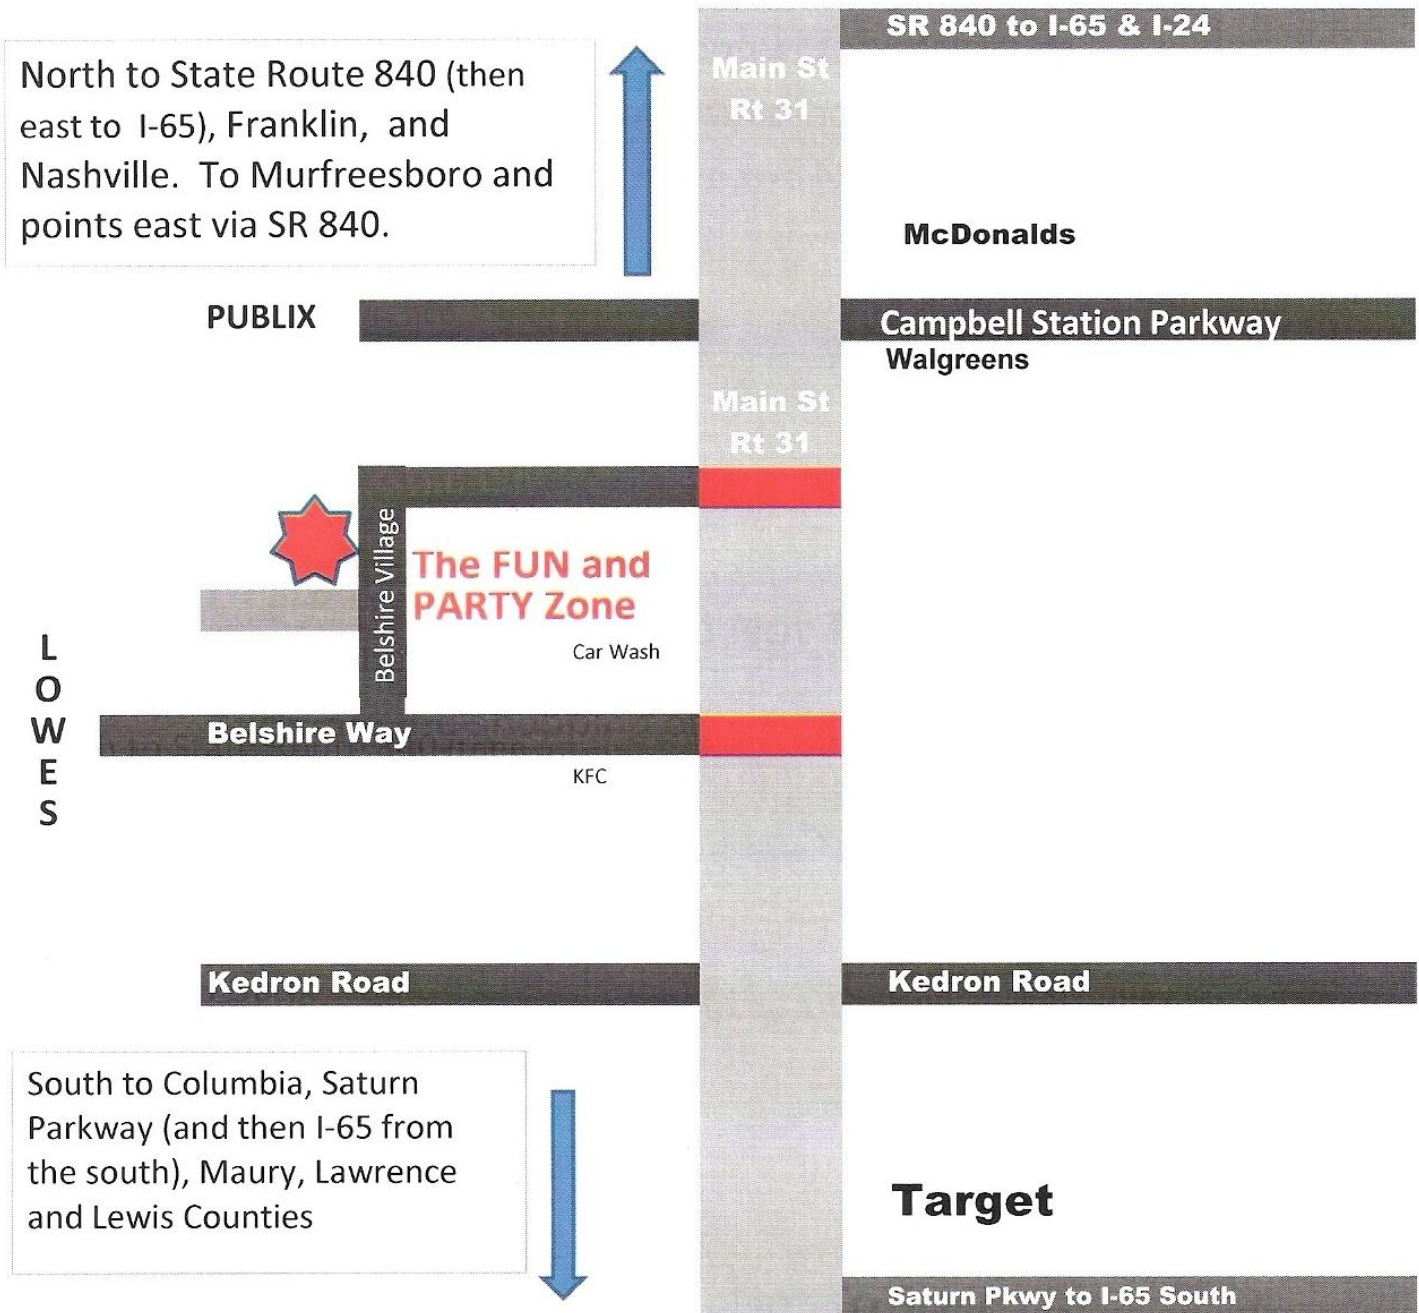 SR 840 to I-65 & I-24
North to State Route 840 (then
east to I-65), Franklin, and
Nashville. To Murfreesboro and
points east via SR 840.
Main St
Rt 31
McDonalds
PUBLIX
Campbell Station Parkway
Walgreens
Main St
Rt 31
Belshire Village
The FUN and
PARTY Zone
Car Wash
LOWES
Belshire Way
KFC
Kedron Road
Kedron Road
South to Columbia, Saturn
Parkway (and then I-65 from
the south), Maury, Lawrence
and Lewis Counties
Target
Saturn Pkwy to I-65 South